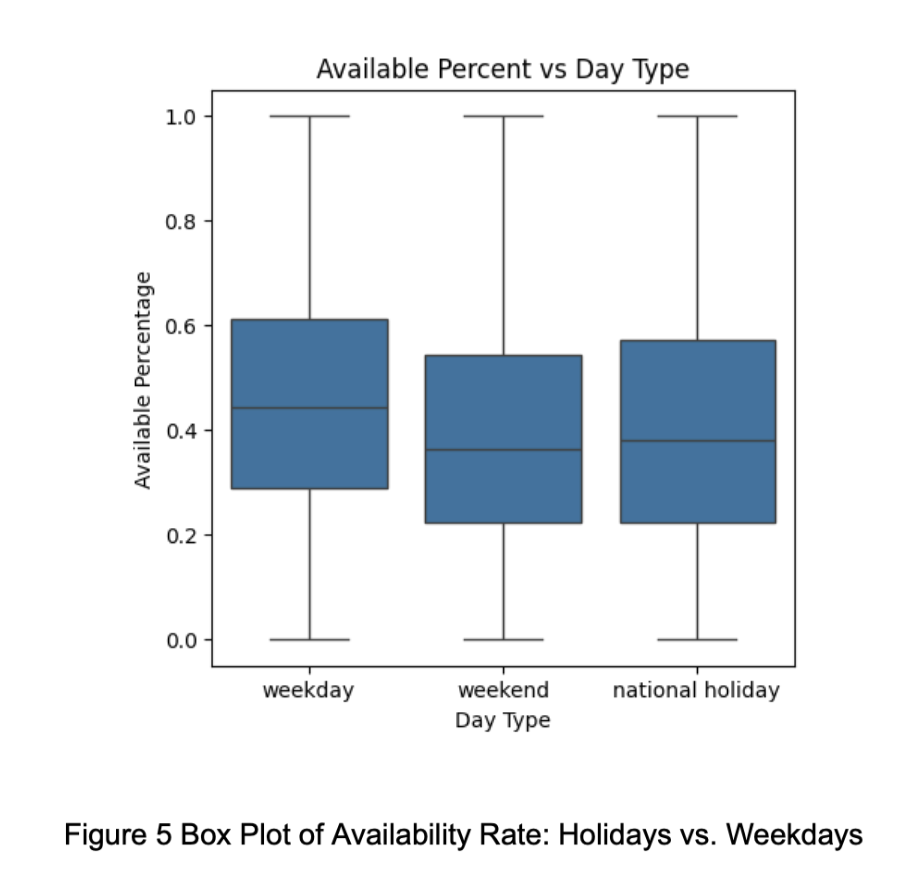 Available Percent vs Day Type
1.0
0.8
0.6
0.4
0.2
0.0
Available Percentage
weekday weekend national holiday
Day Type
Figure 5 Box Plot of Availability Rate: Holidays vs. Weekdays